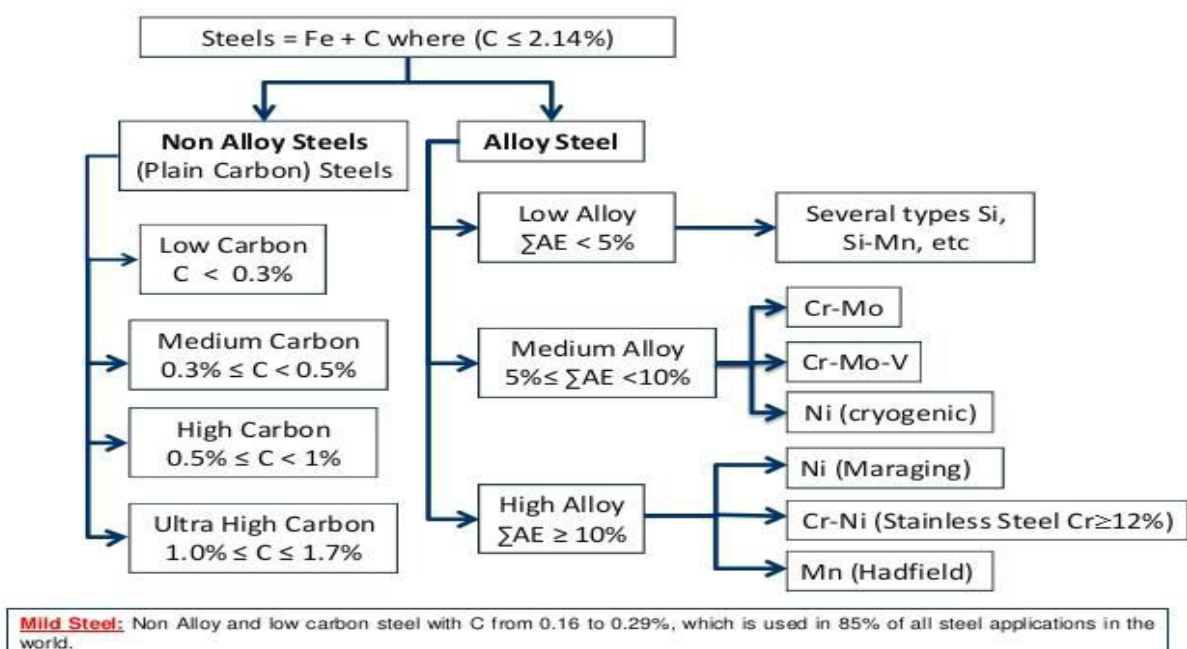 Steels = Fe + C where (C ≤ 2.14%)
Non Alloy Steels
(Plain Carbon) Steels
Low Carbon
C < 0.3%
Medium Carbon
0.3% ≤ C < 0.5%
High Carbon
0.5% ≤ C < 1%
Ultra High Carbon
1.0% ≤ C ≤ 1.7%
Alloy Steel
Low Alloy
∑AE < 5%
Several types Si,
Si-Mn, etc
Medium Alloy
5%≤ ∑AE <10%
Cr-Mo
Cr-Mo-V
Ni (cryogenic)
High Alloy
∑AE ≥ 10%
Ni (Maraging)
Cr-Ni (Stainless Steel Cr≥12%)
Mn (Hadfield)
Mild Steel: Non Alloy and low carbon steel with C from 0.16 to 0.29%, which is used in 85% of all steel applications in the
world.